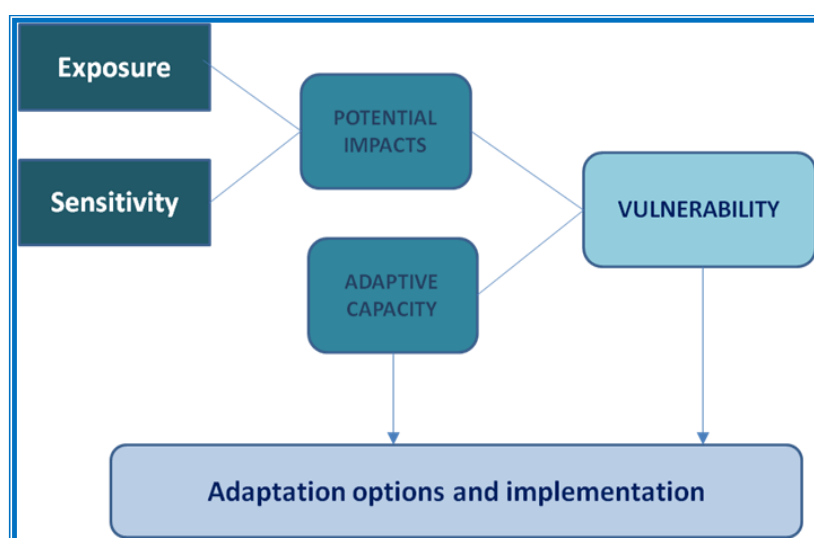 Exposure
POTENTIAL
IMPACTS
Sensitivity
VULNERABILITY
ADAPTIVE
CAPACITY
Adaptation options and implementation